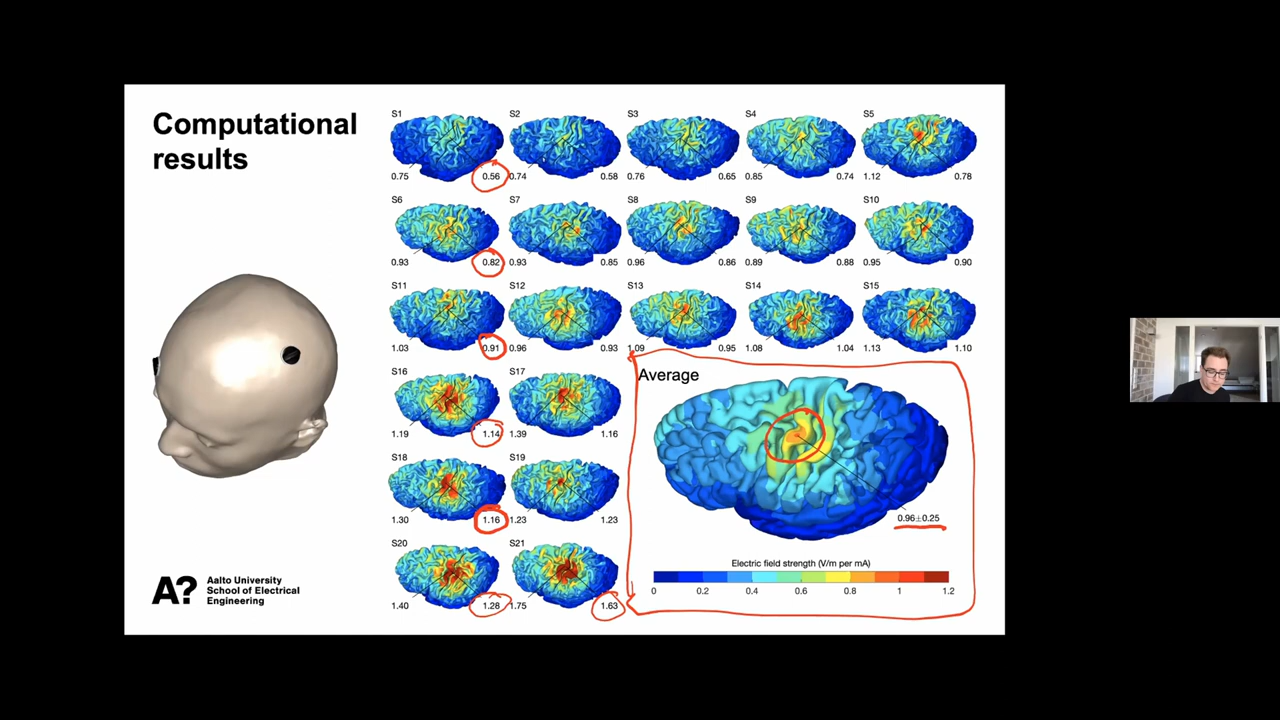 Computational
results
S1 S2 S3 S4 S5
0.75 0.56 0.74 0.58 0.76 0.65 0.85 0.74 1.12 0.78
S6 S7 S8 S9 S10
0.93 0.82 0.93 0.85 0.96 0.86 0.89 0.88 0.95 0.90
S11 S12 S13 S14 S15
1.03 0.91 0.96 0.93 1.09 0.95 1.08 1.04 1.13 1.10
S16 S17
1.19 1.14 1.39 1.16
S18 S19
1.30 1.16 1.23 1.23
S20 S21
1.40 1.28 1.75 1.63
Average
0.96±0.25
Electric field strength (V/m per mA)
0 0.2 0.4 0.6 0.8 1 1.2
A?
Aalto University
School of Electrical
Engineering